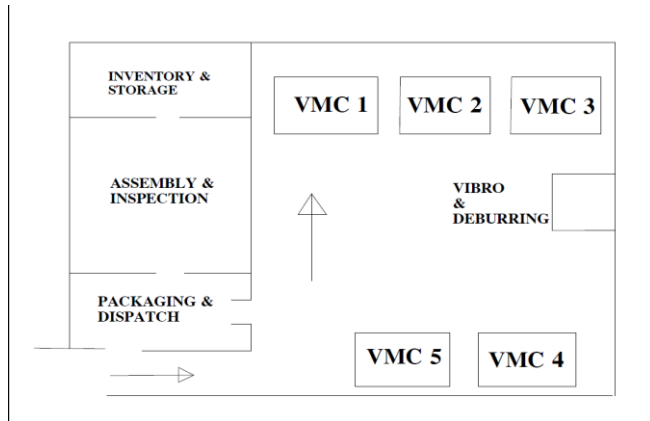 INVENTORY &
STORAGE
VMC 1
VMC 2
VMC 3
ASSEMBLY &
INSPECTION
VIBRO
&
DEBURRING
PACKAGING &
DISPATCH
VMC 5
VMC 4